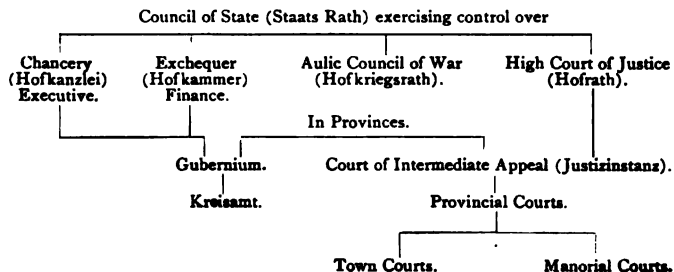 Council of State (Staats Rath) exercising control over
Chancery
(Hofkanzlei)
Executive.
Exchequer
(Hofkammer)
Finance.
Aulic Council of War
(Hofkriegsrath).
High Court of Justice
(Hofrath).
In Provinces.
Gubernium.
Court of Intermediate Appeal (Justizinstanz).
Kreisamt.
Provincial Courts.
Town Courts.
Manorial Courts.